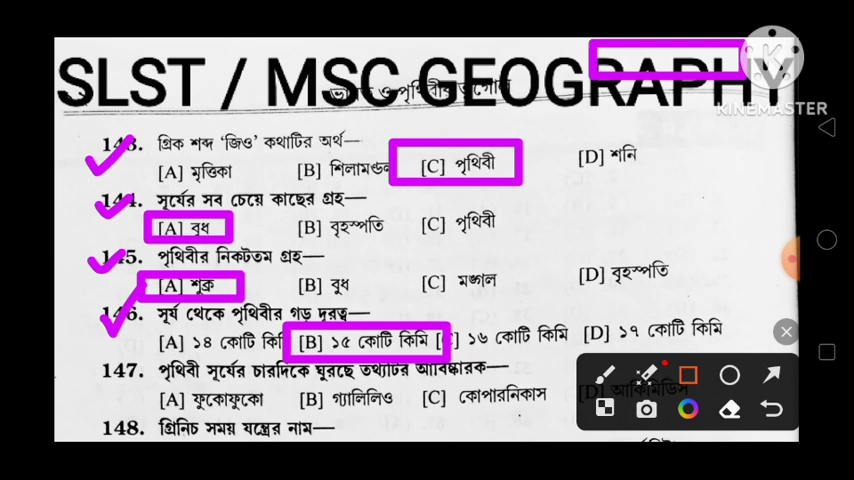 SLST / MSC GEOGRAPHY
KINEMASTER
143. গ্রিক শব্দ ‘জিও’ কথাটির অর্থ—
[A] মৃত্তিকা [B] শিলামণ্ডল [C] পৃথিবী [D] শনি
144. সূর্যের সব চেয়ে কাছের গ্রহ—
[A] বুধ [B] বৃহস্পতি [C] পৃথিবী
145. পৃথিবীর নিকটতম গ্রহ—
[A] শুক্র [B] বুধ [C] মঙ্গল [D] বৃহস্পতি
146. সূর্য থেকে পৃথিবীর গড় দূরত্ব—
[A] ১৪ কোটি কিমি [B] ১৫ কোটি কিমি [C] ১৬ কোটি কিমি [D] ১৭ কোটি কিমি
147. পৃথিবী সূর্যের চারদিকে ঘুরছে তথ্যটির আবিষ্কারক—
[A] ফুকোফুকো [B] গ্যালিলিও [C] কোপারনিকাস [D] আর্কিমিডিস
148. গ্রিনিচ সময় যন্ত্রের নাম—